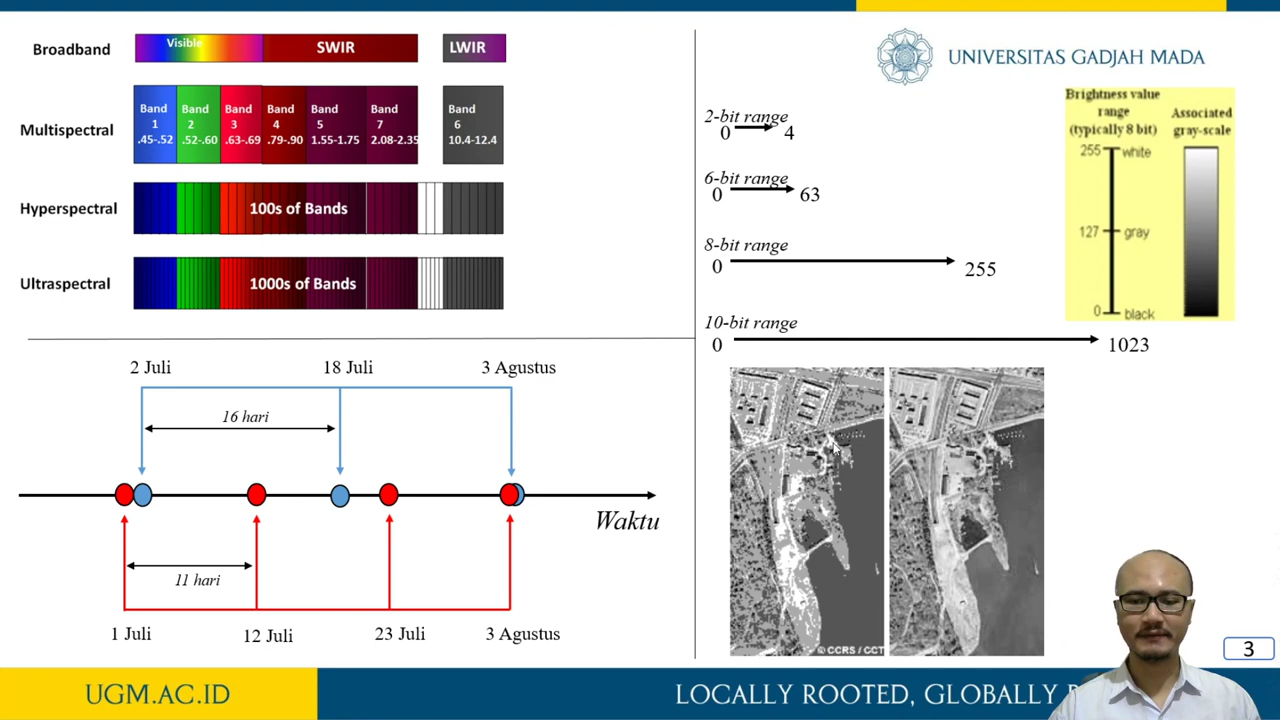 Broadband
Visible
SWIR
LWIR
Multispectral
Band
1
.45-.52
Band
2
.52-.60
Band
3
.63-.69
Band
4
.79-.90
Band
5
1.55-1.75
Band
7
2.08-2.35
Band
6
10.4-12.4
Hyperspectral
100s of Bands
Ultraspectral
1000s of Bands
UNIVERSITAS GADJAH MADA
2-bit range
0 4
6-bit range
0 63
8-bit range
0 255
10-bit range
0 1023
Brightness value
range
(typically 8 bit)
Associated
gray-scale
255 white
127 gray
0 black
2 Juli 18 Juli 3 Agustus
16 hari
Waktu
11 hari
1 Juli 12 Juli 23 Juli 3 Agustus
© CCRS / CCT
3
UGM.AC.ID
LOCALLY ROOTED, GLOBALLY